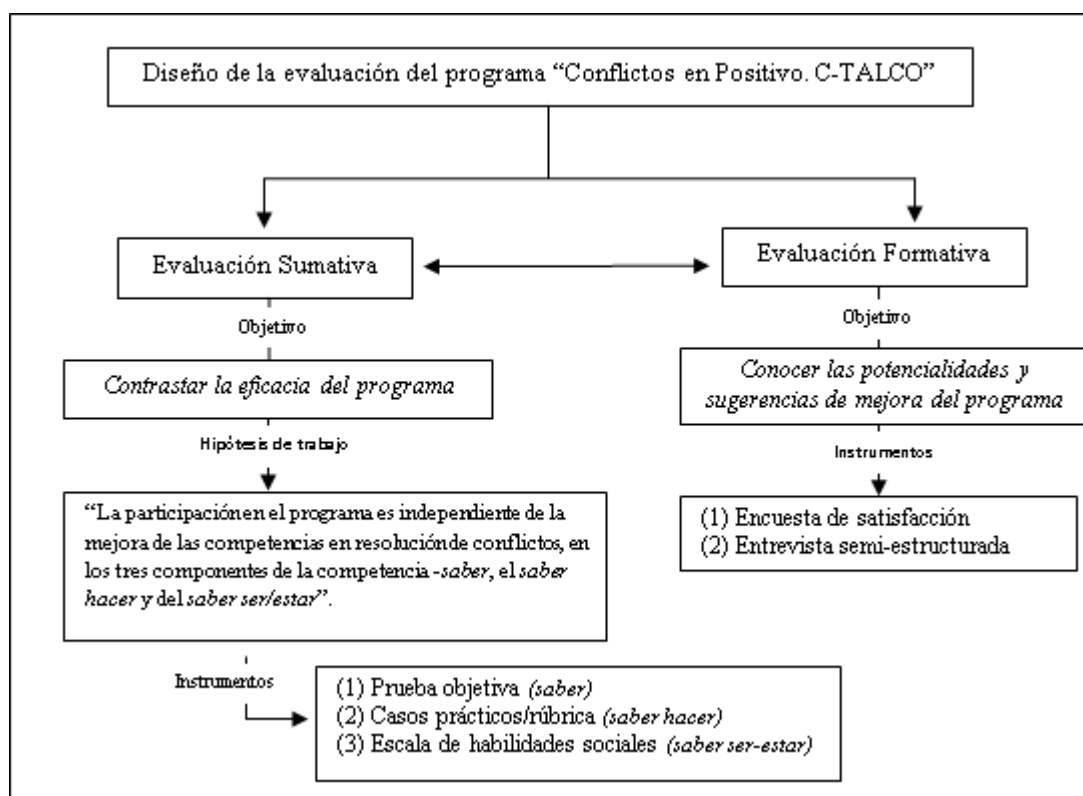 Diseño de la evaluación del programa “Conflictos en Positivo. C-TALCO”
Evaluación Sumativa
Evaluación Formativa
Objetivo
Contrastar la eficacia del programa
Hipótesis de trabajo
“La participación en el programa es independiente de la
mejora de las competencias en resolución de conflictos, en
los tres componentes de la competencia -saber, el saber
hacer y del saber ser/estar”.
Instrumentos
(1) Prueba objetiva (saber)
(2) Casos prácticos/rúbrica (saber hacer)
(3) Escala de habilidades sociales (saber ser-estar)
Objetivo
Conocer las potencialidades y
sugerencias de mejora del programa
Instrumentos
(1) Encuesta de satisfacción
(2) Entrevista semi-estructurada